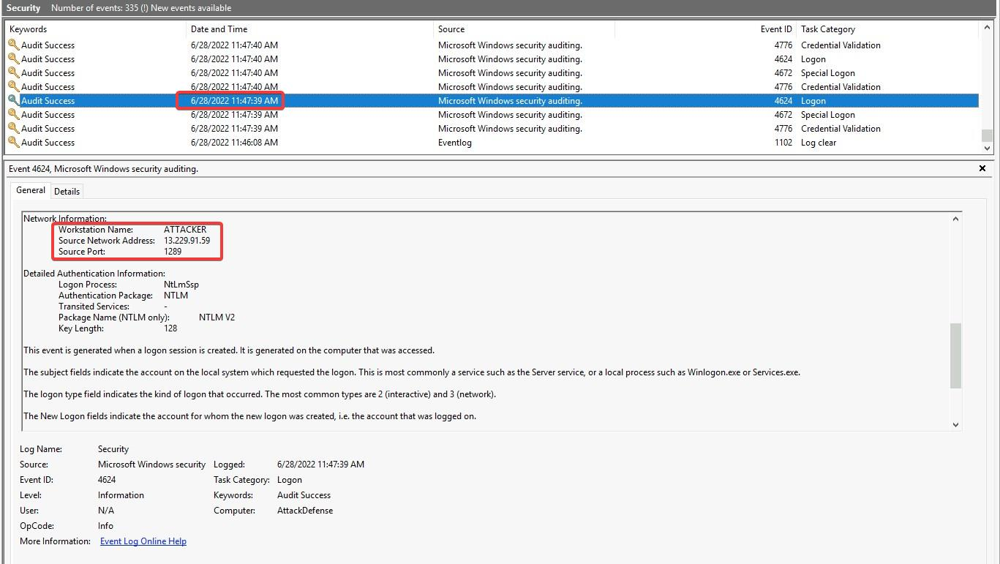 Security Number of events: 335 (!) New events available
Keywords Date and Time Source Event ID Task Category
Audit Success 6/28/2022 11:47:40 AM Microsoft Windows security auditing. 4776 Credential Validation
Audit Success 6/28/2022 11:47:40 AM Microsoft Windows security auditing. 4624 Logon
Audit Success 6/28/2022 11:47:40 AM Microsoft Windows security auditing. 4672 Special Logon
Audit Success 6/28/2022 11:47:40 AM Microsoft Windows security auditing. 4776 Credential Validation
Audit Success 6/28/2022 11:47:39 AM Microsoft Windows security auditing. 4624 Logon
Audit Success 6/28/2022 11:47:39 AM Microsoft Windows security auditing. 4672 Special Logon
Audit Success 6/28/2022 11:47:39 AM Microsoft Windows security auditing. 4776 Credential Validation
Audit Success 6/28/2022 11:46:08 AM Eventlog 1102 Log clear
Event 4624, Microsoft Windows security auditing.
General Details
Network Information:
Workstation Name: ATTACKER
Source Network Address: 13.229.91.59
Source Port: 1289
Detailed Authentication Information:
Logon Process: NtLmSsp
Authentication Package: NTLM
Transited Services: -
Package Name (NTLM only): NTLM V2
Key Length: 128
This event is generated when a logon session is created. It is generated on the computer that was accessed.
The subject fields indicate the account on the local system which requested the logon. This is most commonly a service such as the Server service, or a local process such as Winlogon.exe or Services.exe.
The logon type field indicates the kind of logon that occurred. The most common types are 2 (interactive) and 3 (network).
The New Logon fields indicate the account for whom the new logon was created, i.e. the account that was logged on.
Log Name: Security
Source: Microsoft Windows security Logged: 6/28/2022 11:47:39 AM
Event ID: 4624 Task Category: Logon
Level: Information Keywords: Audit Success
User: N/A Computer: AttackDefense
OpCode: Info
More Information: Event Log Online Help